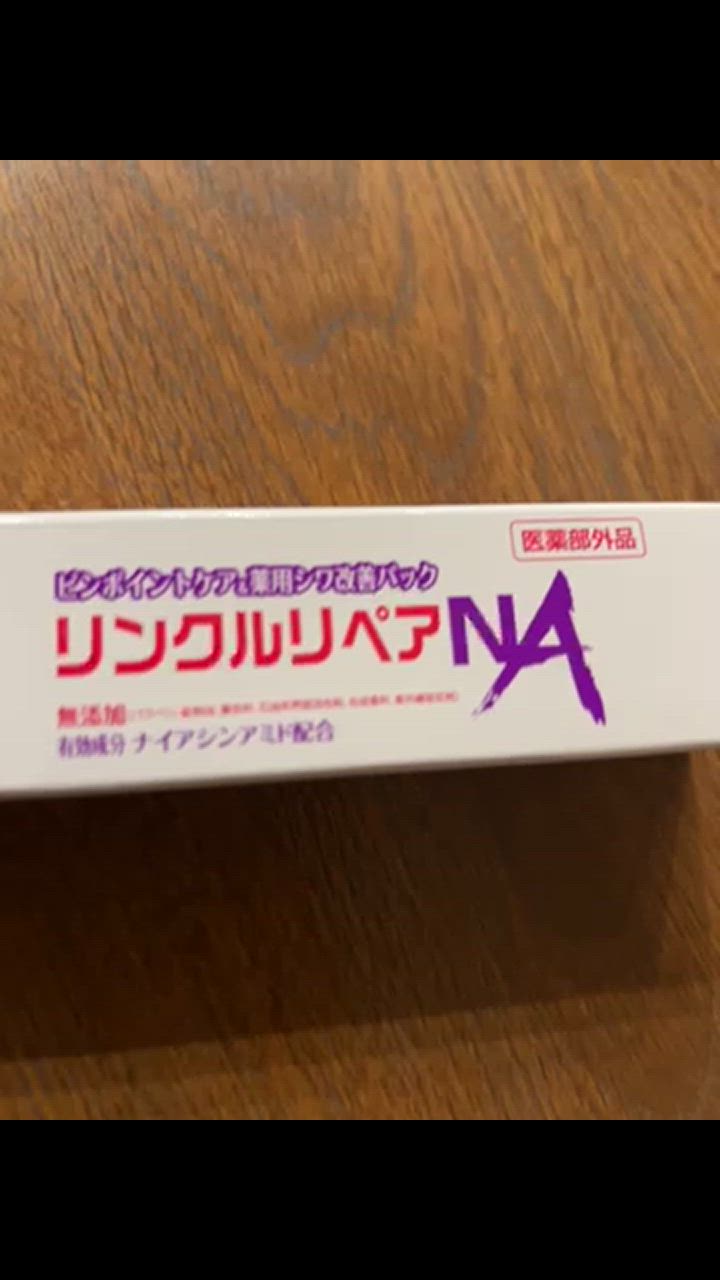 医薬部外品
ピンポイントケア&薬用シワ改善パック
リンクルリペアNA
無添加
有効成分 ナイアシンアミド配合